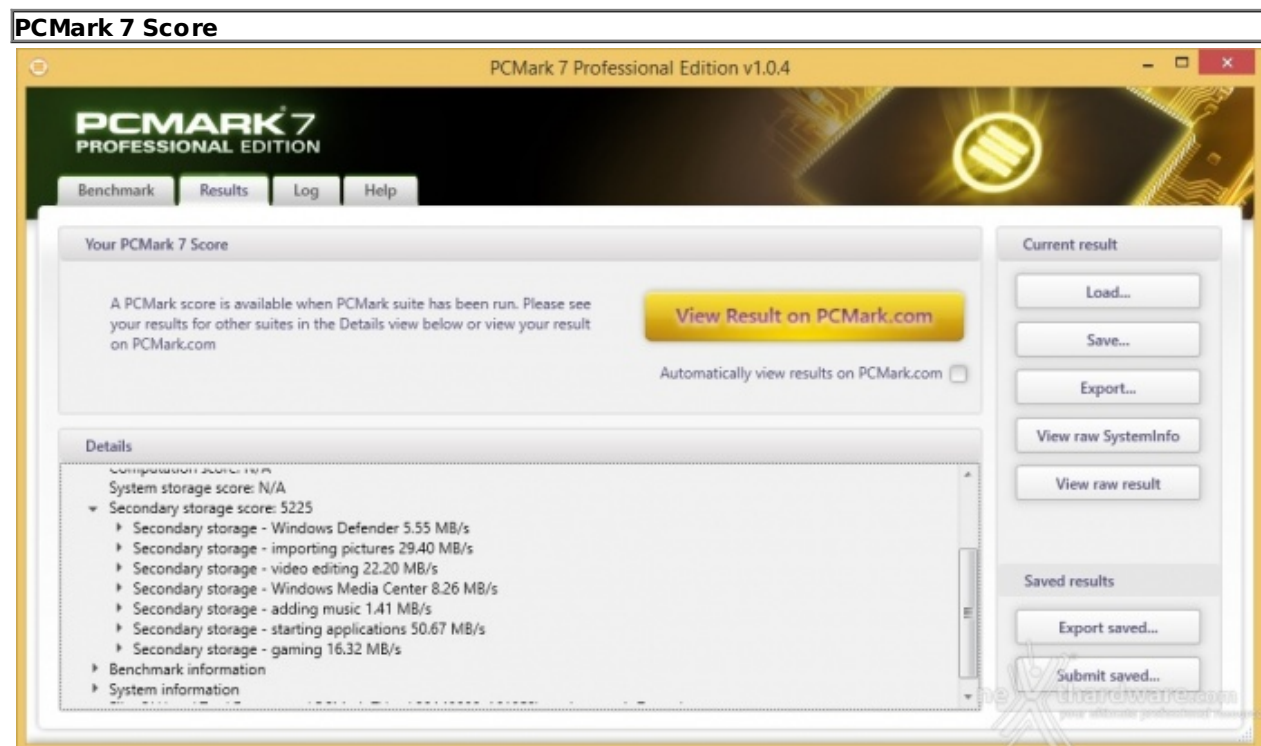 PCMark 7 Score
PCMark 7 Professional Edition v1.0.4
PCMARK 7
PROFESSIONAL EDITION
Benchmark Results Log Help
Your PCMark 7 Score
A PCMark score is available when PCMark suite has been run. Please see
your results for other suites in the Details view below or view your result
on PCMark.com
View Result on PCMark.com
Automatically view results on PCMark.com
Details
Computation score: N/A
System storage score: N/A
Secondary storage score: 5225
Secondary storage - Windows Defender 5.55 MB/s
Secondary storage - importing pictures 29.40 MB/s
Secondary storage - video editing 22.20 MB/s
Secondary storage - Windows Media Center 8.26 MB/s
Secondary storage - adding music 1.41 MB/s
Secondary storage - starting applications 50.67 MB/s
Secondary storage - gaming 16.32 MB/s
Benchmark information
System information
Current result
Load...
Save...
Export...
View raw SystemInfo
View raw result
Saved results
Export saved...
Submit saved...